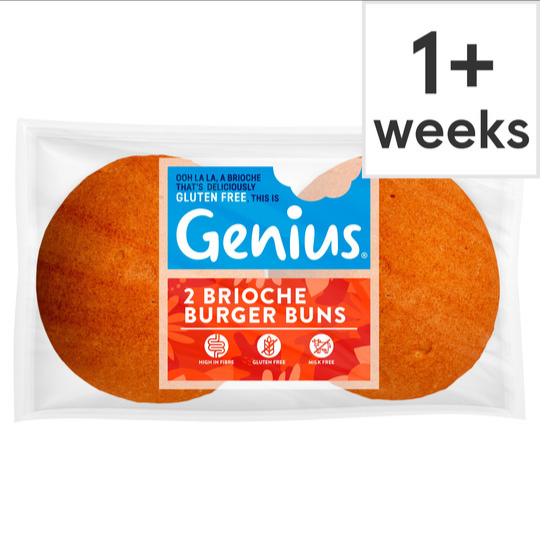 1+
weeks
OOH LA LA, A BRIOCHE
THAT'S DELICIOUSLY
GLUTEN FREE, THIS IS
Genius®
2 BRIOCHE
BURGER BUNS
HIGH IN FIBRE
GLUTEN FREE
MILK FREE